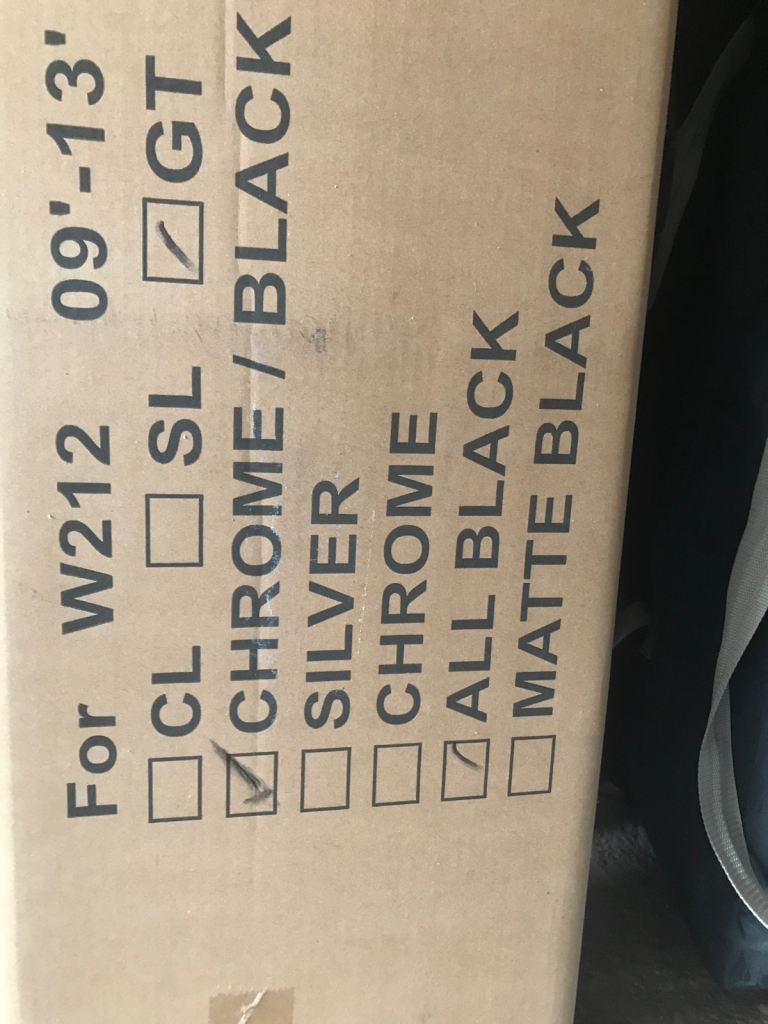 For W212 09'-13'
CL SL GT
CHROME / BLACK
SILVER
CHROME
ALL BLACK
MATTE BLACK